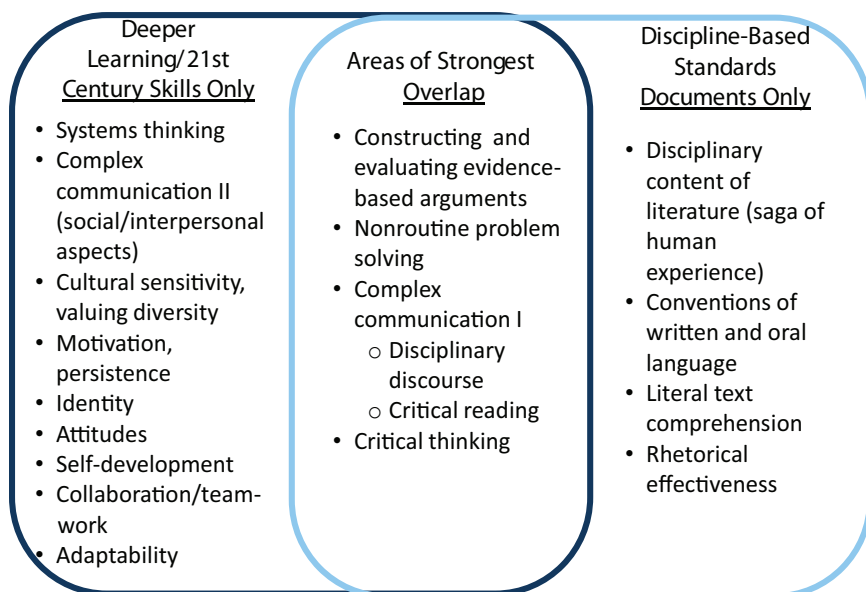 Deeper
Learning/21st
Century Skills Only
• Systems thinking
• Complex
communication II
(social/interpersonal
aspects)
• Cultural sensitivity,
valuing diversity
• Motivation,
persistence
• Identity
• Attitudes
• Self-development
• Collaboration/team-
work
• Adaptability
Areas of Strongest
Overlap
• Constructing and
evaluating evidence-
based arguments
• Nonroutine problem
solving
• Complex
communication I
o Disciplinary
discourse
o Critical reading
• Critical thinking
Discipline-Based
Standards
Documents Only
• Disciplinary
content of
literature (saga of
human
experience)
• Conventions of
written and oral
language
• Literal text
comprehension
• Rhetorical
effectiveness